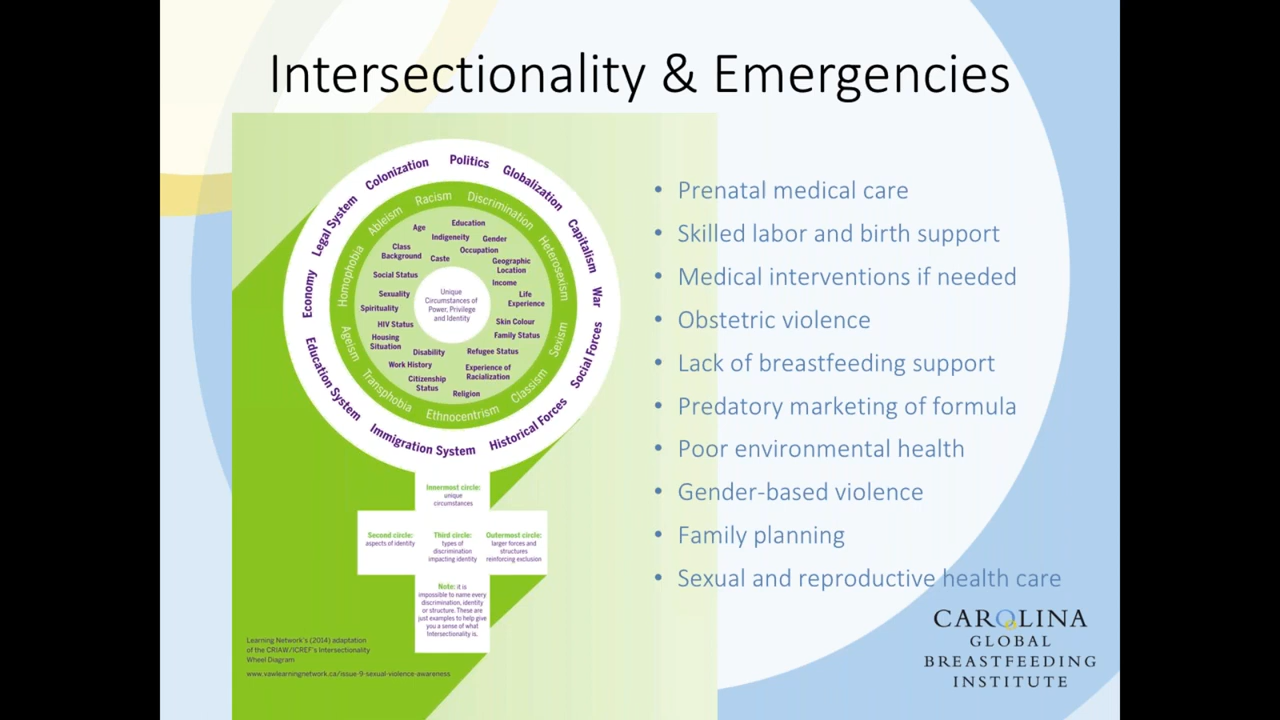 Intersectionality & Emergencies
Colonization
Politics
Globalization
Capitalism
War
Social Forces
Historical Forces
Immigration System
Education System
Economy
Legal System
Ableism
Racism
Discrimination
Heterosexism
Sexism
Classism
Ethnocentrism
Transphobia
Ageism
Homophobia
Age
Education
Indigeneity
Gender
Class
Background
Occupation
Caste
Geographic
Location
Social Status
Income
Sexuality
Life
Experience
Spirituality
HIV Status
Skin Colour
Housing
Situation
Family Status
Disability
Refugee Status
Work History
Experience of
Racialization
Citizenship
Status
Religion
Unique
Circumstances of
Power, Privilege
and Identity
Innermost circle:
unique
circumstances
Second circle:
aspects of identity
Third circle:
types of
discrimination
impacting identity
Outermost circle:
larger forces and
structures
reinforcing exclusion
Note: it is
impossible to name every
discrimination, identity
or structure. These are
just examples to help give
you a sense of what
Intersectionality is.
Learning Network's (2014) adaptation
of the CRIAW/ICREF's Intersectionality
Wheel Diagram
www.vawlearningnetwork.ca/issue-9-sexual-violence-awareness
• Prenatal medical care
• Skilled labor and birth support
• Medical interventions if needed
• Obstetric violence
• Lack of breastfeeding support
• Predatory marketing of formula
• Poor environmental health
• Gender-based violence
• Family planning
• Sexual and reproductive health care
CAROLINA
GLOBAL
BREASTFEEDING
INSTITUTE